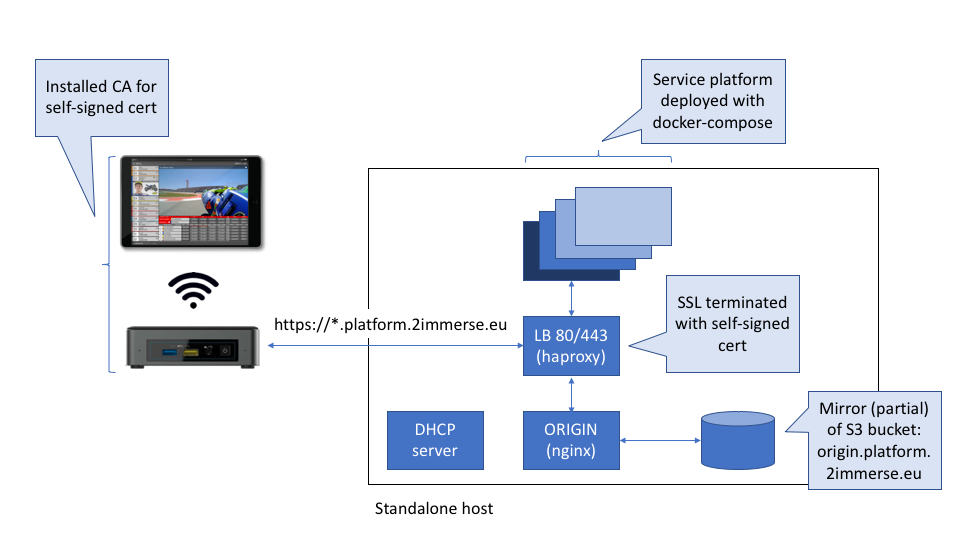 Installed CA for
self-signed cert
Service platform
deployed with
docker-compose
https://*.platform.2immerse.eu
LB 80/443
(haproxy)
SSL terminated
with self-signed
cert
DHCP
server
ORIGIN
(nginx)
Mirror (partial)
of S3 bucket:
origin.platform.
2immerse.eu
Standalone host